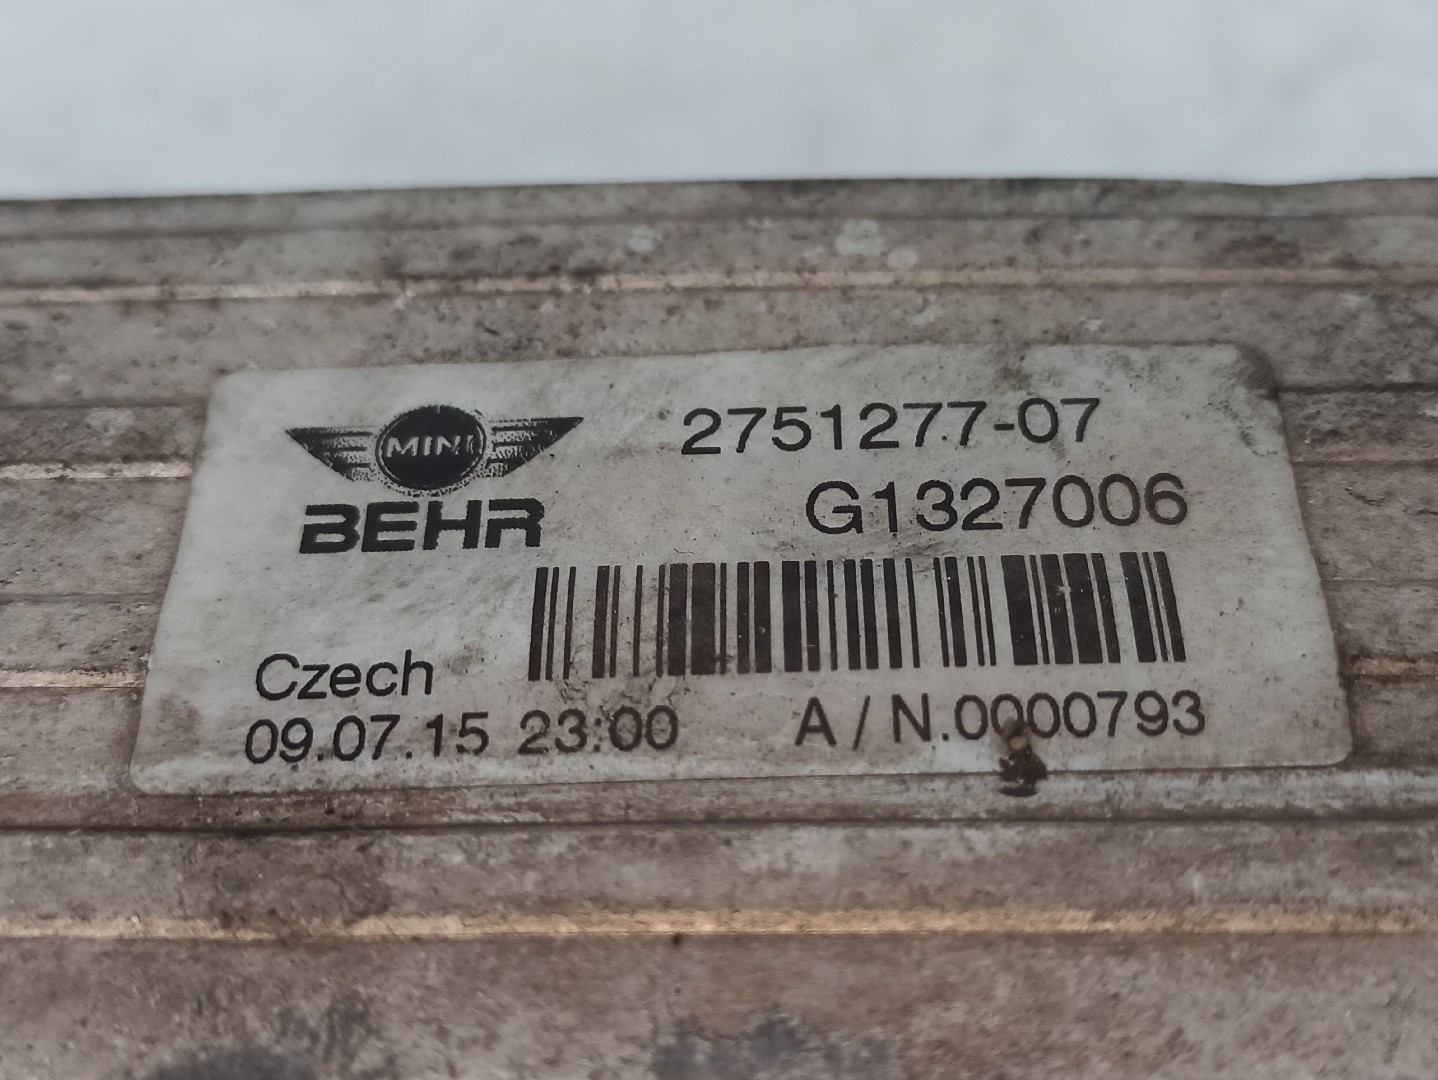 MINI
2751277-07
BEHR
G1327006
Czech
09.07.15 23:00
A / N.0000793